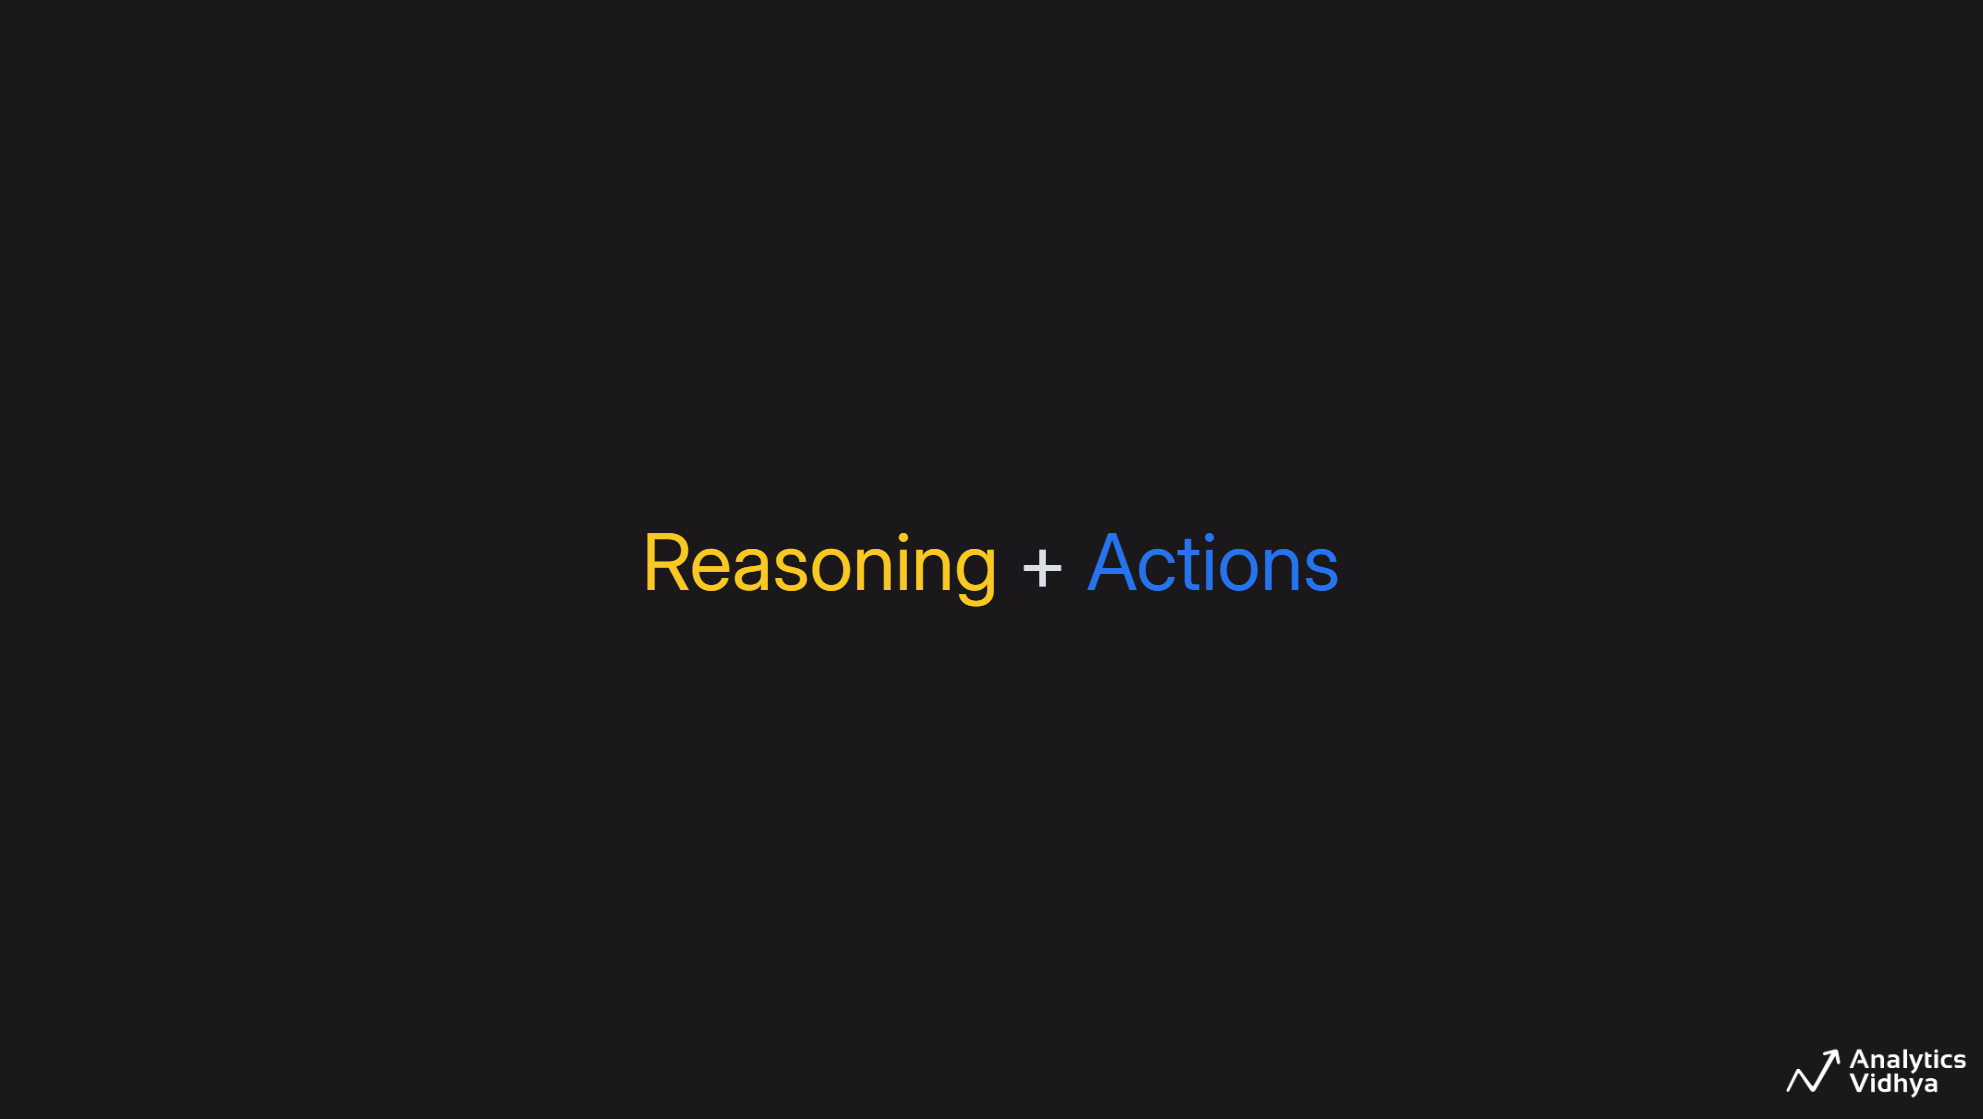 Reasoning + Actions
Analytics
Vidhya